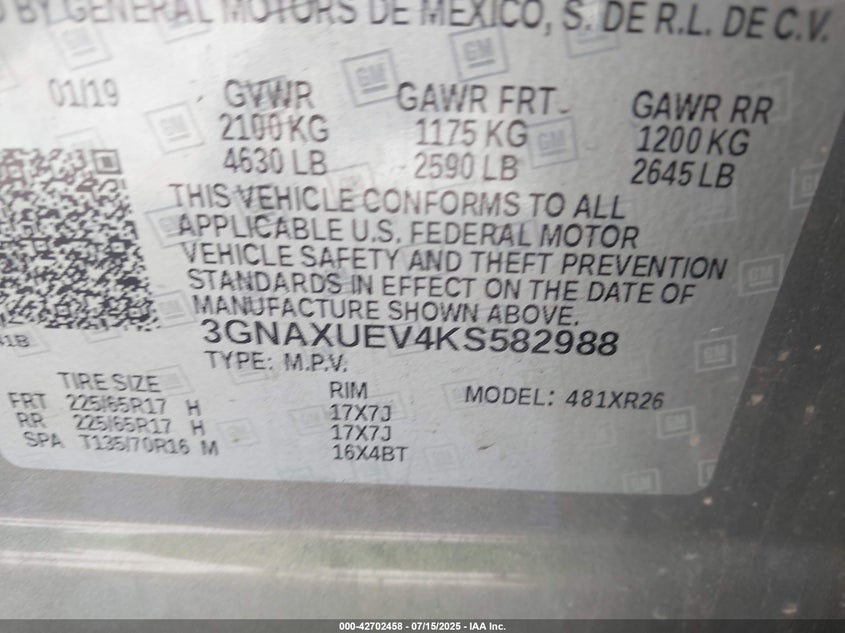 BY GENERAL MOTORS DE MEXICO, S. DE R.L. DE C.V.
01/19 GVWR GAWR FRT GAWR RR
2100 KG 1175 KG 1200 KG
4630 LB 2590 LB 2645 LB
THIS VEHICLE CONFORMS TO ALL
APPLICABLE U.S. FEDERAL MOTOR
VEHICLE SAFETY AND THEFT PREVENTION
STANDARDS IN EFFECT ON THE DATE OF
MANUFACTURE SHOWN ABOVE.
3GNAXUEV4KS582988
TYPE: M.P.V.
TIRE SIZE RIM MODEL: 481XR26
FRT 225/65R17 H 17X7J
RR 225/65R17 H 17X7J
SPA T135/70R16 M 16X4BT
000-42702458 - 07/15/2025 - IAA Inc.